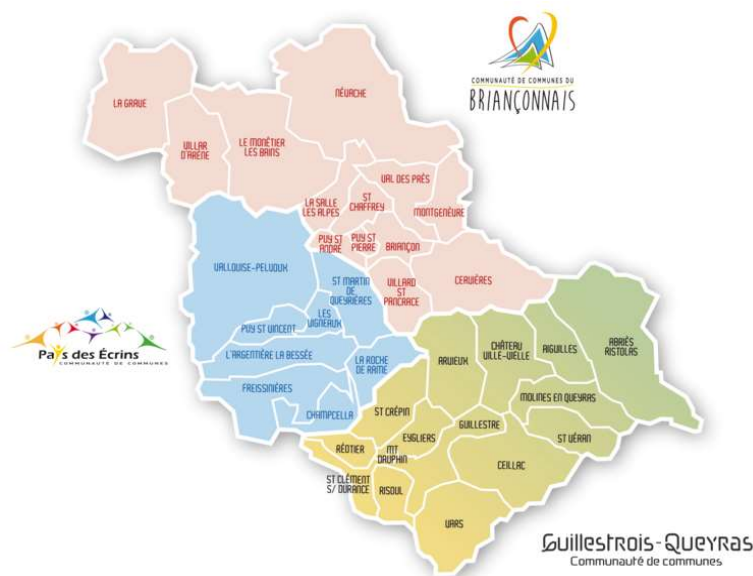 COMMUNAUTÉ DE COMMUNES DU
BRIANÇONNAIS
LA GRAVE
NÉVACHE
VILLAR
D'ARÈNE
LE MONÊTIER
LES BAINS
VAL DES PRÈS
ST
CHAFFREY
LA SALLE
LES ALPES
MONTGENÈVRE
PUY ST
ANDRÉ
PUY ST
PIERRE
BRIANÇON
VILLARD
ST
PANCRACE
CERVIÈRES
VALLOUISE-PELVOUX
ST MARTIN
DE
QUEYRIÈRES
LES
VIGNEAUX
PUY ST VINCENT
L'ARGENTIÈRE LA BESSÉE
LA ROCHE
DE RAME
FREISSINIÈRES
CHAMPCELLA
Pays des Écrins
COMMUNAUTÉ DE COMMUNES
ARVIEUX
CHÂTEAU
VILLE-VIELLE
AIGUILLES
ABRIÈS
RISTOLAS
MOLINES EN QUEYRAS
ST CRÉPIN
GUILLESTRE
EYGLIERS
ST VÉRAN
RÉOTIER
MT
DAUPHIN
CEILLAC
ST CLÉMENT
S/ DURANCE
RISOUL
VARS
Guillestrois-Queyras
Communauté de communes